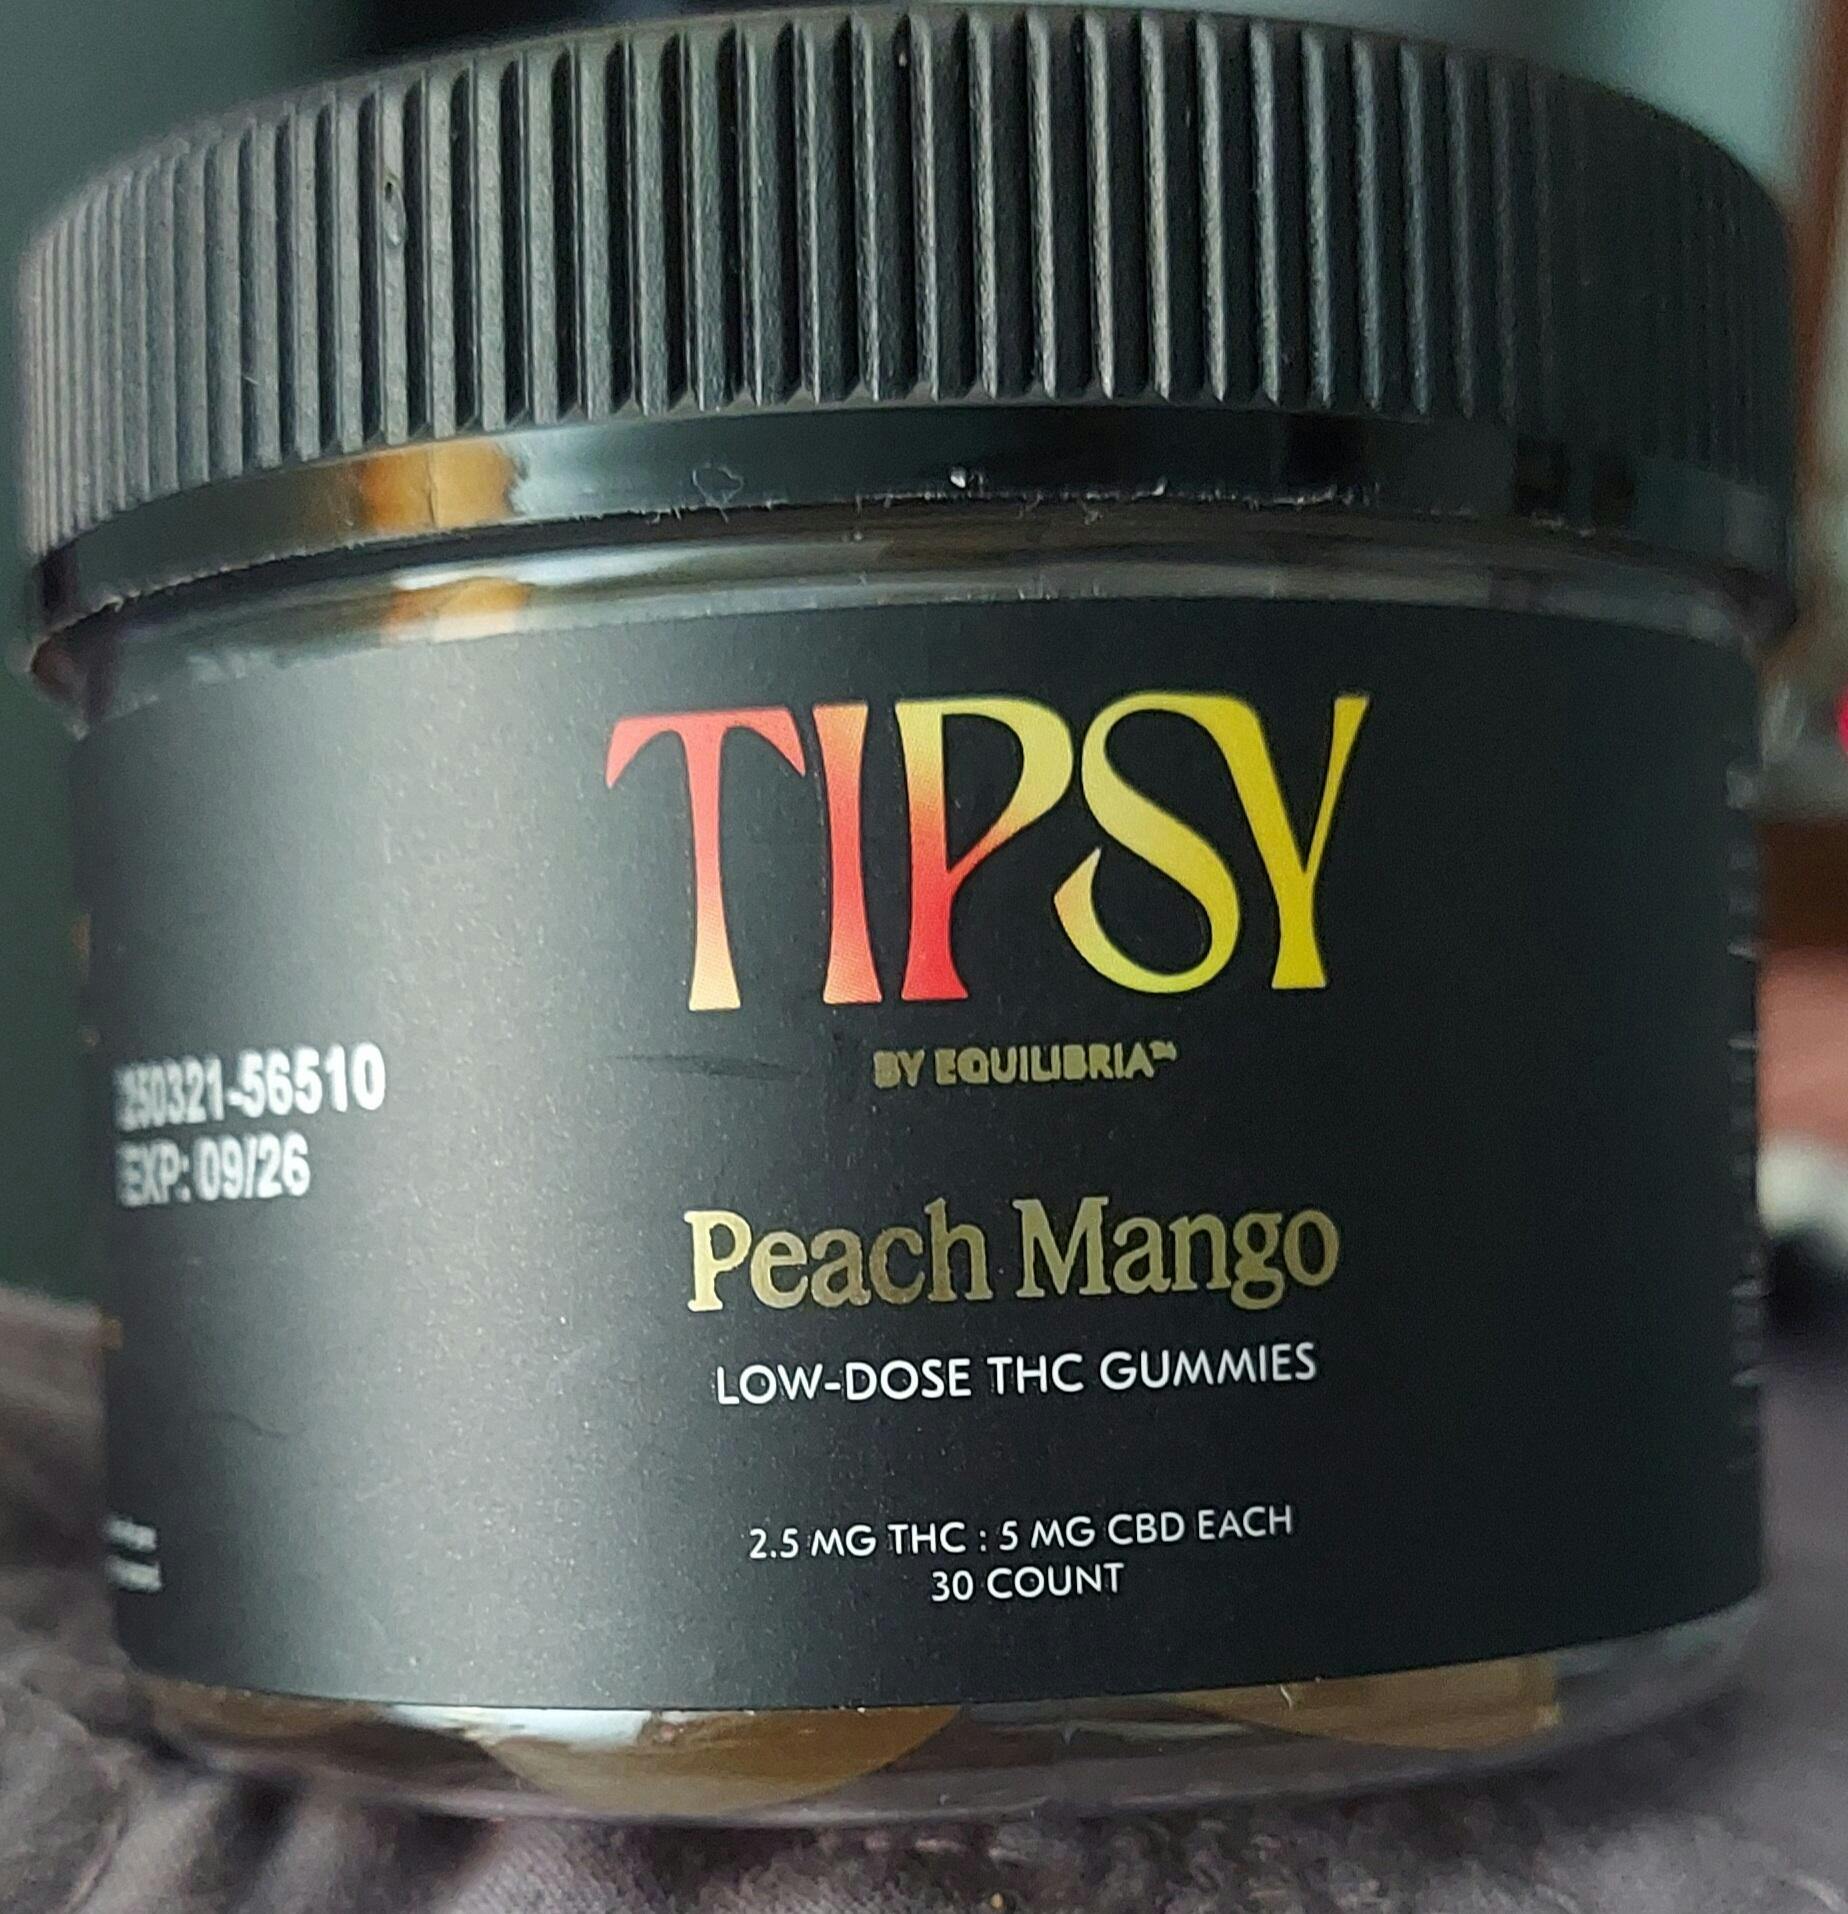 TIPSY
BY EQUILIBRIA™
250321-56510
EXP: 09/26
Peach Mango
LOW-DOSE THC GUMMIES
2.5 MG THC : 5 MG CBD EACH
30 COUNT